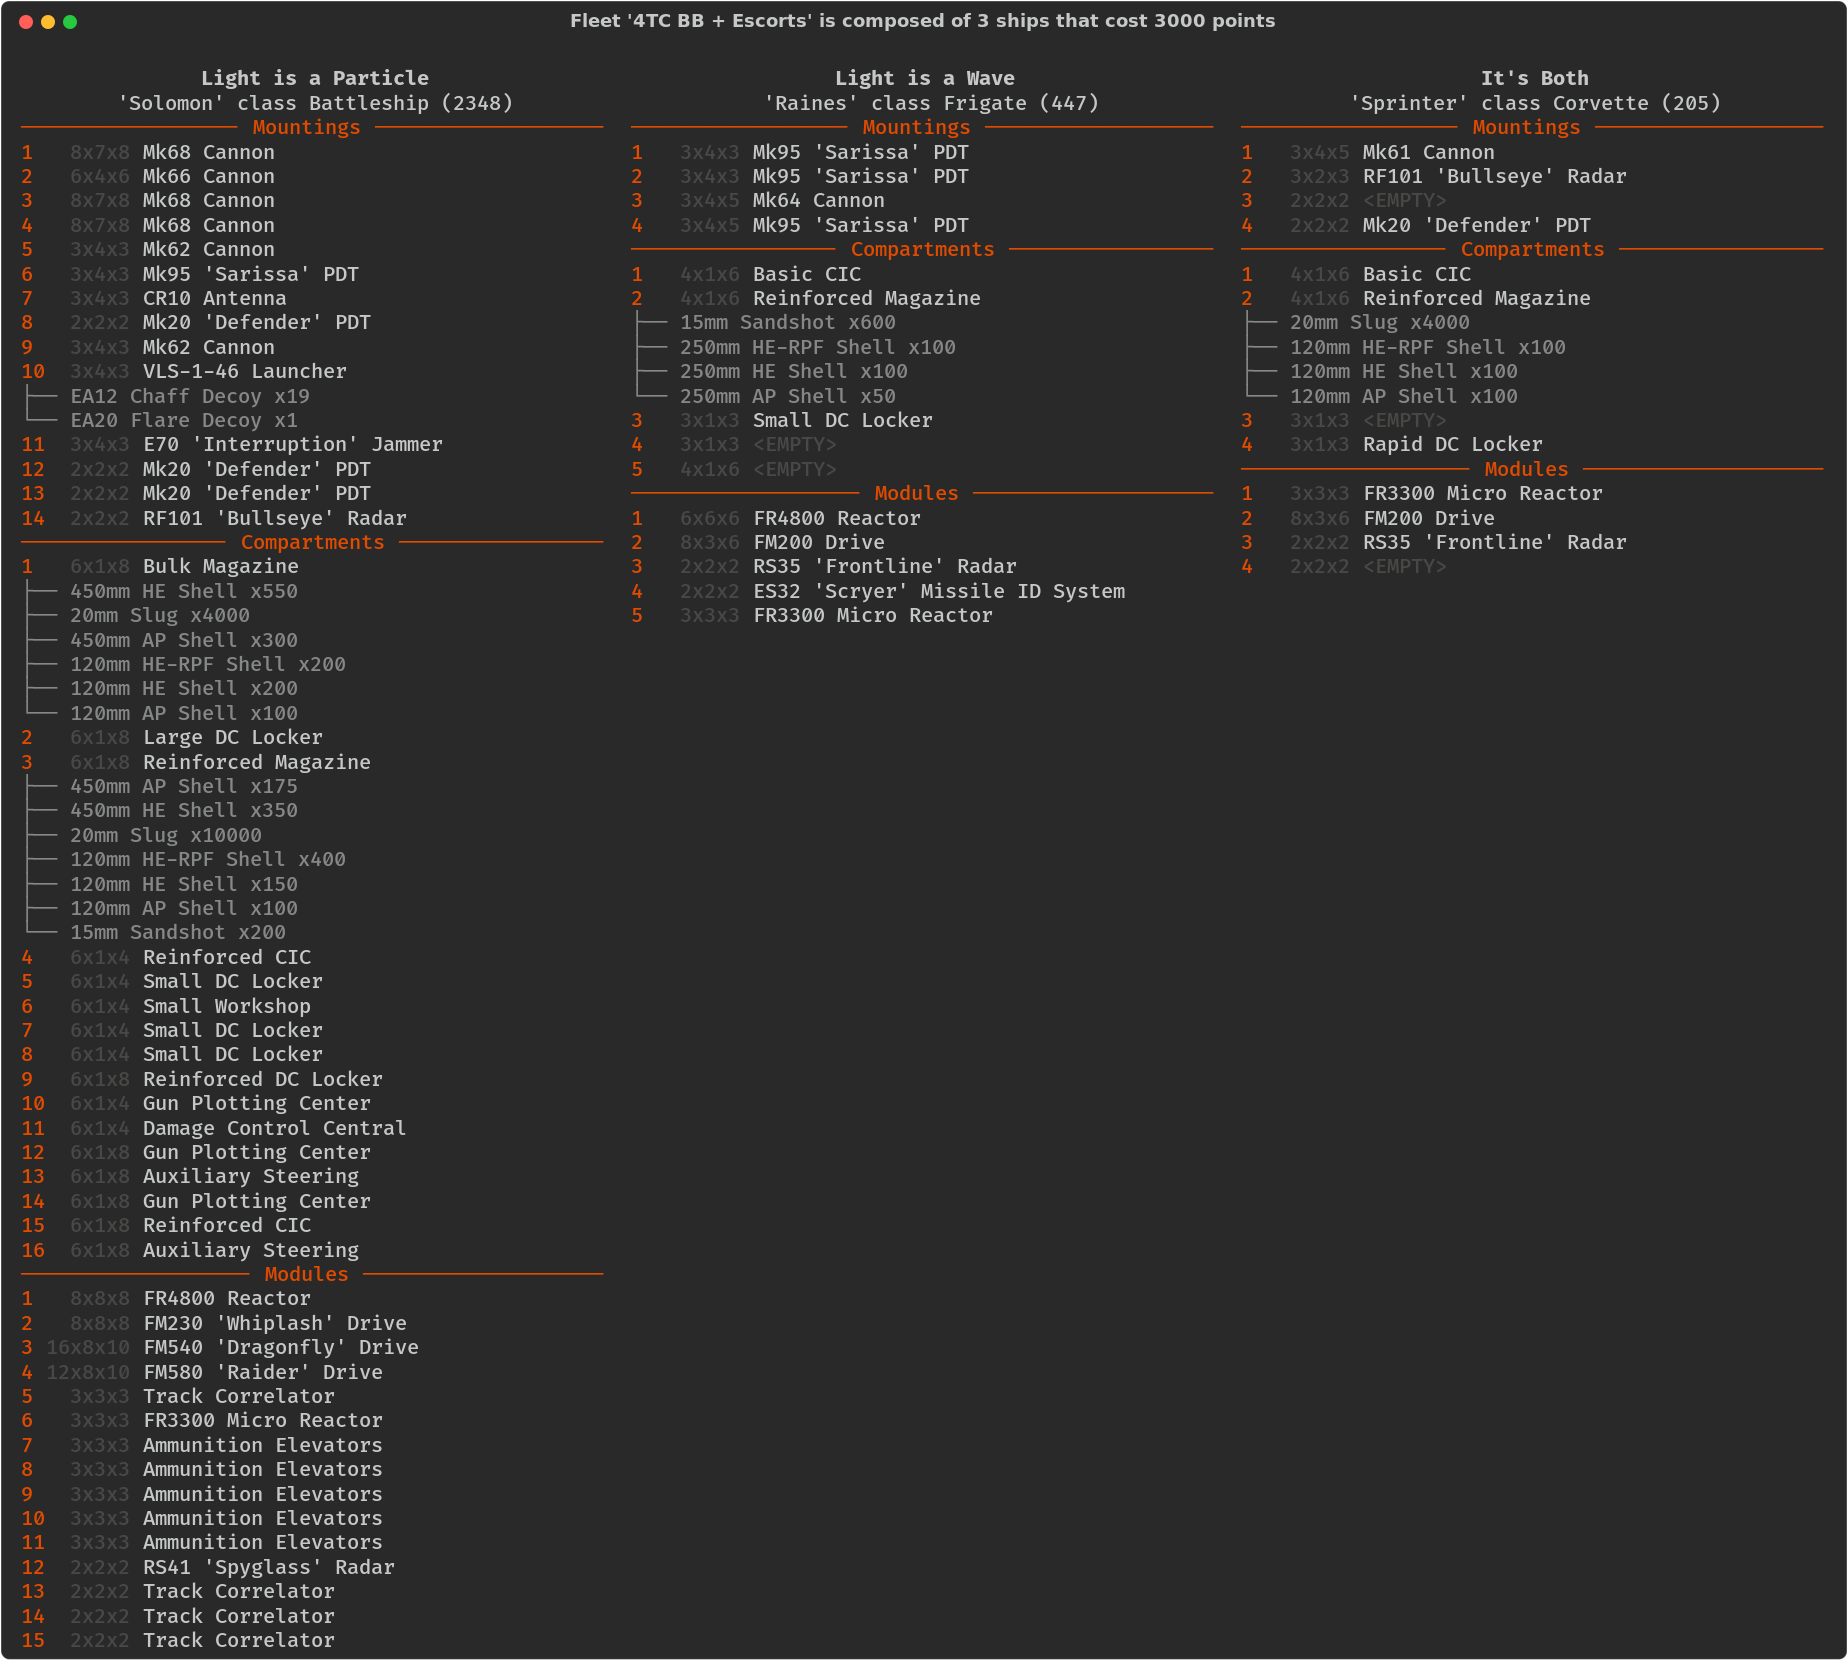 Fleet '4TC BB + Escorts' is composed of 3 ships that cost 3000 points
Light is a Particle
'Solomon' class Battleship (2348)
Mountings
1 8x7x8 Mk68 Cannon
2 6x4x6 Mk66 Cannon
3 8x7x8 Mk68 Cannon
4 8x7x8 Mk68 Cannon
5 3x4x3 Mk62 Cannon
6 3x4x3 Mk95 'Sarissa' PDT
7 3x4x3 CR10 Antenna
8 2x2x2 Mk20 'Defender' PDT
9 3x4x3 Mk62 Cannon
10 3x4x3 VLS-1-46 Launcher
EA12 Chaff Decoy x19
EA20 Flare Decoy x1
11 3x4x3 E70 'Interruption' Jammer
12 2x2x2 Mk20 'Defender' PDT
13 2x2x2 Mk20 'Defender' PDT
14 2x2x2 RF101 'Bullseye' Radar
Compartments
1 6x1x8 Bulk Magazine
450mm HE Shell x550
20mm Slug x4000
450mm AP Shell x300
120mm HE-RPF Shell x200
120mm HE Shell x200
120mm AP Shell x100
2 6x1x8 Large DC Locker
3 6x1x8 Reinforced Magazine
450mm AP Shell x175
450mm HE Shell x350
20mm Slug x10000
120mm HE-RPF Shell x400
120mm HE Shell x150
120mm AP Shell x100
15mm Sandshot x200
4 6x1x4 Reinforced CIC
5 6x1x4 Small DC Locker
6 6x1x4 Small Workshop
7 6x1x4 Small DC Locker
8 6x1x4 Small DC Locker
9 6x1x8 Reinforced DC Locker
10 6x1x4 Gun Plotting Center
11 6x1x4 Damage Control Central
12 6x1x8 Gun Plotting Center
13 6x1x8 Auxiliary Steering
14 6x1x8 Gun Plotting Center
15 6x1x8 Reinforced CIC
16 6x1x8 Auxiliary Steering
Modules
1 8x8x8 FR4800 Reactor
2 8x8x8 FM230 'Whiplash' Drive
3 16x8x10 FM540 'Dragonfly' Drive
4 12x8x10 FM580 'Raider' Drive
5 3x3x3 Track Correlator
6 3x3x3 FR3300 Micro Reactor
7 3x3x3 Ammunition Elevators
8 3x3x3 Ammunition Elevators
9 3x3x3 Ammunition Elevators
10 3x3x3 Ammunition Elevators
11 3x3x3 Ammunition Elevators
12 2x2x2 RS41 'Spyglass' Radar
13 2x2x2 Track Correlator
14 2x2x2 Track Correlator
15 2x2x2 Track Correlator
Light is a Wave
'Raines' class Frigate (447)
Mountings
1 3x4x3 Mk95 'Sarissa' PDT
2 3x4x3 Mk95 'Sarissa' PDT
3 3x4x5 Mk64 Cannon
4 3x4x5 Mk95 'Sarissa' PDT
Compartments
1 4x1x6 Basic CIC
2 4x1x6 Reinforced Magazine
15mm Sandshot x600
250mm HE-RPF Shell x100
250mm HE Shell x100
250mm AP Shell x50
3 3x1x3 Small DC Locker
4 3x1x3 <EMPTY>
5 4x1x6 <EMPTY>
Modules
1 6x6x6 FR4800 Reactor
2 8x3x6 FM200 Drive
3 2x2x2 RS35 'Frontline' Radar
4 2x2x2 ES32 'Scryer' Missile ID System
5 3x3x3 FR3300 Micro Reactor
It's Both
'Sprinter' class Corvette (205)
Mountings
1 3x4x5 Mk61 Cannon
2 3x2x3 RF101 'Bullseye' Radar
3 2x2x2 <EMPTY>
4 2x2x2 Mk20 'Defender' PDT
Compartments
1 4x1x6 Basic CIC
2 4x1x6 Reinforced Magazine
20mm Slug x4000
120mm HE-RPF Shell x100
120mm HE Shell x100
120mm AP Shell x100
3 3x1x3 <EMPTY>
4 3x1x3 Rapid DC Locker
Modules
1 3x3x3 FR3300 Micro Reactor
2 8x3x6 FM200 Drive
3 2x2x2 RS35 'Frontline' Radar
4 2x2x2 <EMPTY>